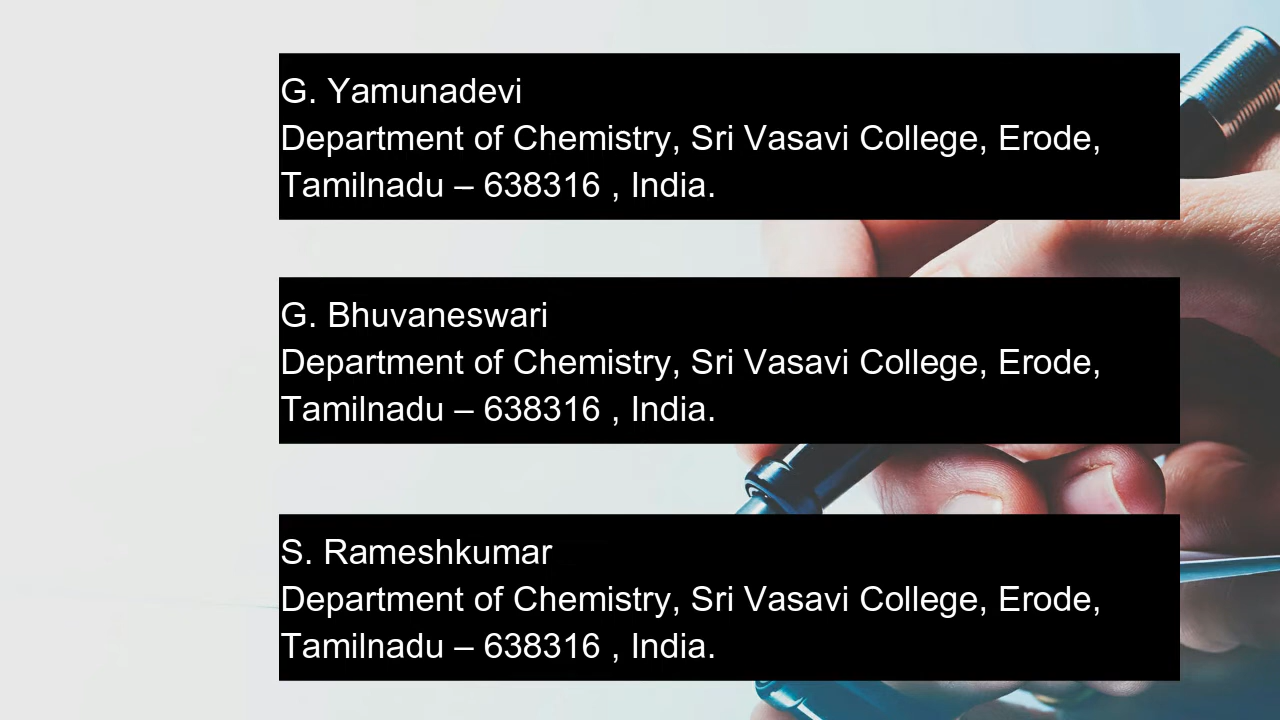 G. Yamunadevi
Department of Chemistry, Sri Vasavi College, Erode,
Tamilnadu – 638316 , India.
G. Bhuvaneswari
Department of Chemistry, Sri Vasavi College, Erode,
Tamilnadu – 638316 , India.
S. Rameshkumar
Department of Chemistry, Sri Vasavi College, Erode,
Tamilnadu – 638316 , India.